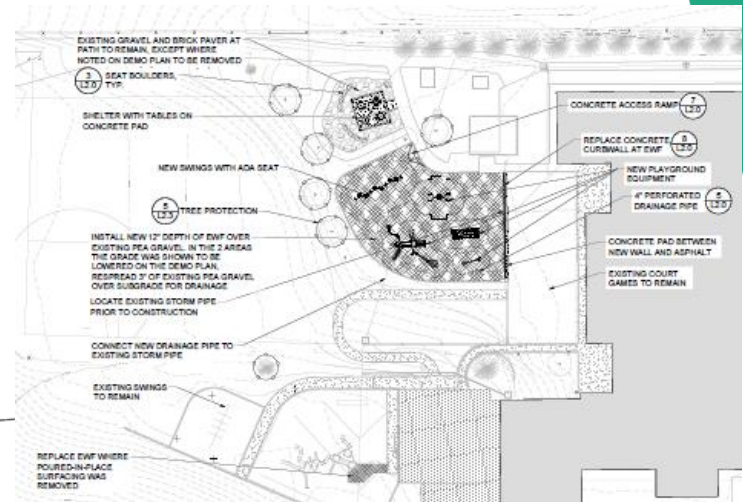 EXISTING GRAVEL AND BRICK PAVER AT
PATH TO REMAIN, EXCEPT WHERE
NOTED ON DEMO PLAN TO BE REMOVED
3
L2.0
SEAT BOULDERS,
TYP.
SHELTER WITH TABLES ON
CONCRETE PAD
NEW SWINGS WITH ADA SEAT
5
L2.3
TREE PROTECTION
INSTALL NEW 12" DEPTH OF EWF OVER
EXISTING PEA GRAVEL. IN THE 2 AREAS
THE GRADE WAS SHOWN TO BE
LOWERED ON THE DEMO PLAN,
RESPREAD 3" OF EXISTING PEA GRAVEL
OVER SUBGRADE FOR DRAINAGE
LOCATE EXISTING STORM PIPE
PRIOR TO CONSTRUCTION
CONNECT NEW DRAINAGE PIPE TO
EXISTING STORM PIPE
EXISTING SWINGS
TO REMAIN
REPLACE EWF WHERE
POURED-IN-PLACE
SURFACING WAS
REMOVED
CONCRETE ACCESS RAMP
7
L2.0
REPLACE CONCRETE
CURBWALL AT EWF
L2.0
NEW PLAYGROUND
EQUIPMENT
4" PERFORATED
DRAINAGE PIPE
5
L2.0
CONCRETE PAD BETWEEN
NEW WALL AND ASPHALT
EXISTING COURT
GAMES TO REMAIN